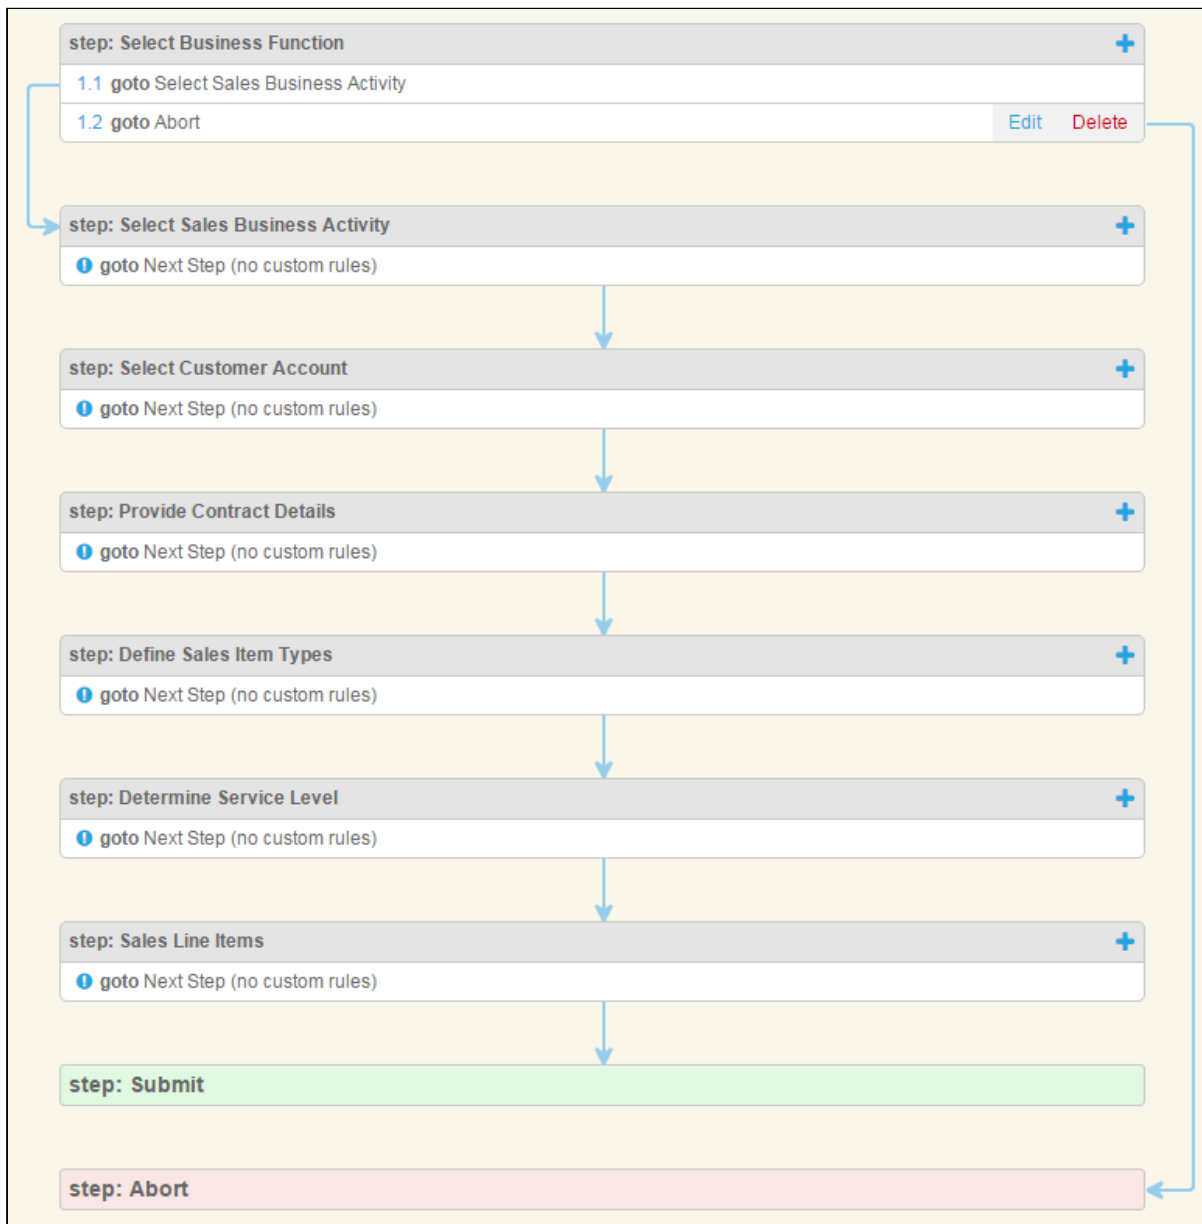 step: Select Business Function
1.1 goto Select Sales Business Activity
1.2 goto Abort Edit Delete
step: Select Sales Business Activity
goto Next Step (no custom rules)
step: Select Customer Account
goto Next Step (no custom rules)
step: Provide Contract Details
goto Next Step (no custom rules)
step: Define Sales Item Types
goto Next Step (no custom rules)
step: Determine Service Level
goto Next Step (no custom rules)
step: Sales Line Items
goto Next Step (no custom rules)
step: Submit
step: Abort